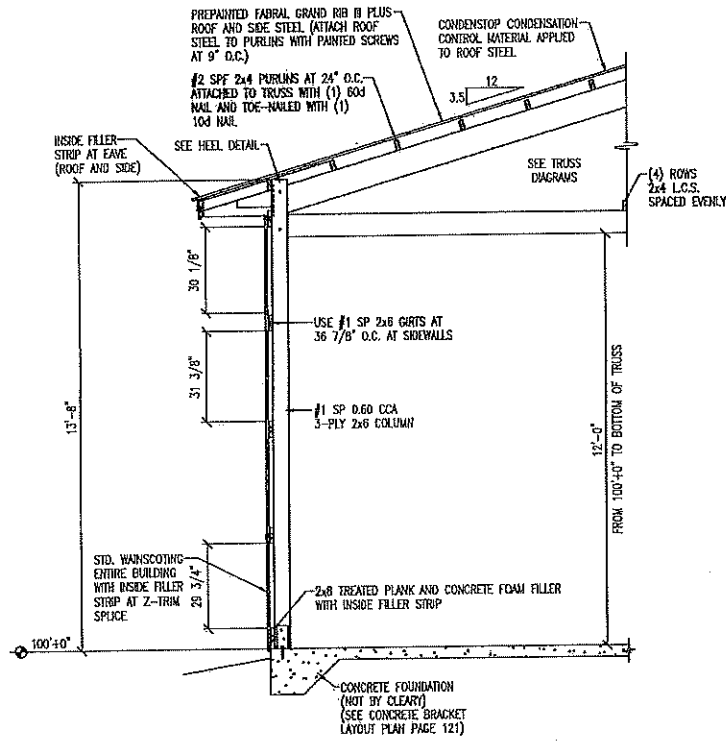 PREPAINTED FABRAL GRAND RIB III PLUS
ROOF AND SIDE STEEL (ATTACH ROOF
STEEL TO PURLINS WITH PAINTED SCREWS
AT 9" O.C.)
CONDENSTOP CONDENSATION
CONTROL MATERIAL APPLIED
TO ROOF STEEL
#2 SPF 2x4 PURLINS AT 24" O.C.
ATTACHED TO TRUSS WITH (1) 60d
NAIL AND TOE-NAILED WITH (1)
10d NAIL
12
3.5
INSIDE FILLER
STRIP AT EAVE
(ROOF AND SIDE)
SEE HEEL DETAIL
SEE TRUSS
DIAGRAMS
(4) ROWS
2x4 L.C.S.
SPACED EVENLY
30 1/8"
USE #1 SP 2x6 GIRTS AT
36 7/8" O.C. AT SIDEWALLS
31 3/8"
13'-8"
#1 SP 0.60 CCA
3-PLY 2x6 COLUMN
12'-0"
FROM 100'+0" TO BOTTOM OF TRUSS
STD. WAINSCOTING
ENTIRE BUILDING
WITH INSIDE FILLER
STRIP AT Z-TRIM
SPLICE
29 3/4"
2x8 TREATED PLANK AND CONCRETE FOAM FILLER
WITH INSIDE FILLER STRIP
100'+0"
CONCRETE FOUNDATION
(NOT BY CLEARY)
(SEE CONCRETE BRACKET
LAYOUT PLAN PAGE 121)